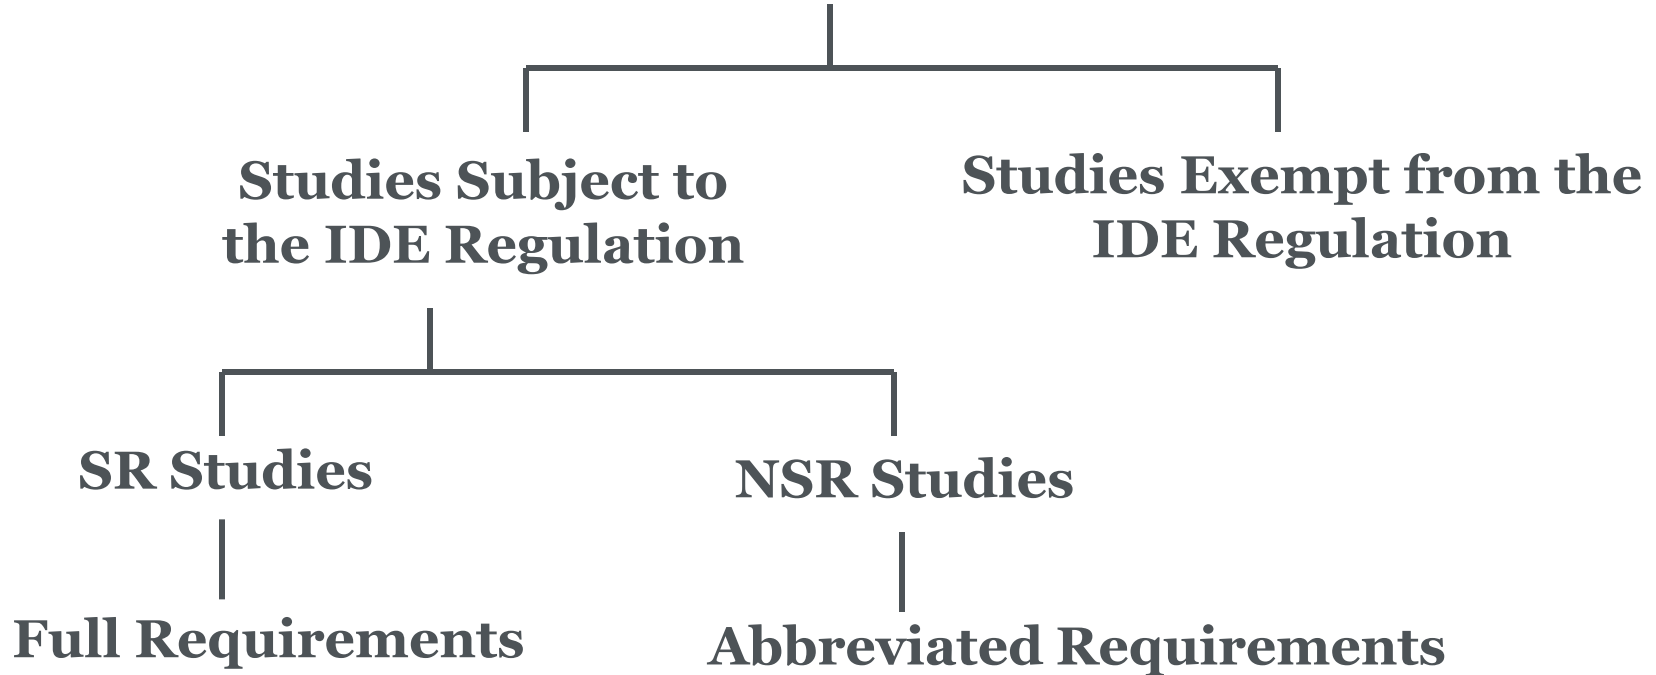 Studies Subject to
the IDE Regulation
Studies Exempt from the
IDE Regulation
SR Studies
NSR Studies
Full Requirements
Abbreviated Requirements